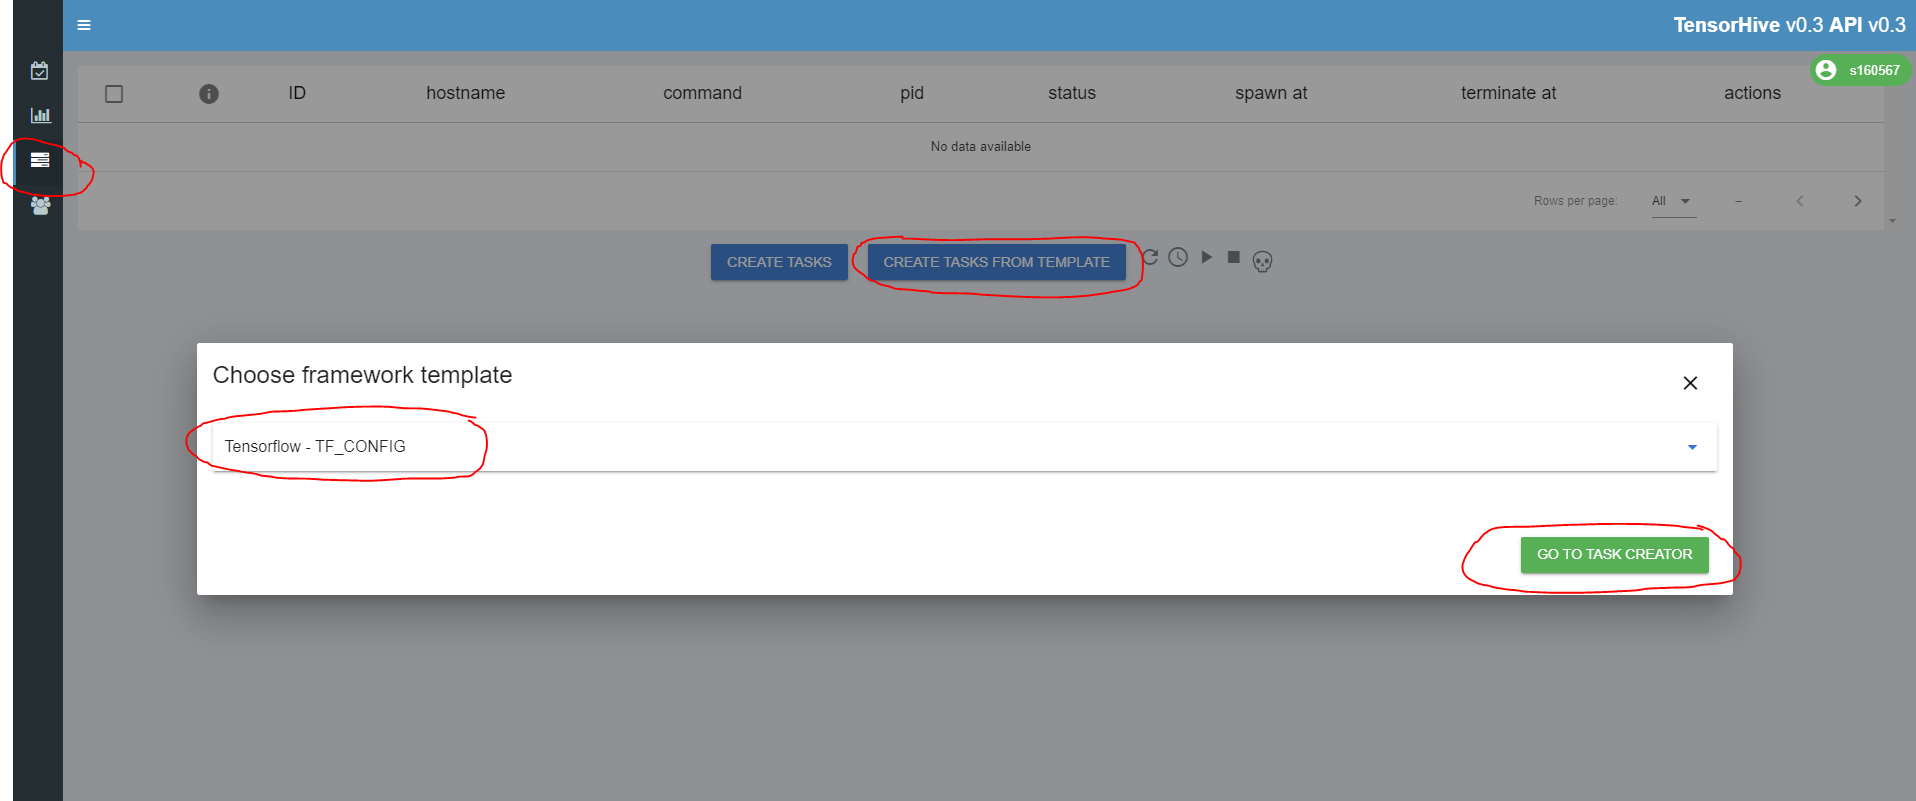 TensorHive v0.3 API v0.3
s160567
ID hostname command pid status spawn at terminate at actions
No data available
Rows per page: All –
CREATE TASKS CREATE TASKS FROM TEMPLATE
Choose framework template
Tensorflow - TF_CONFIG
GO TO TASK CREATOR